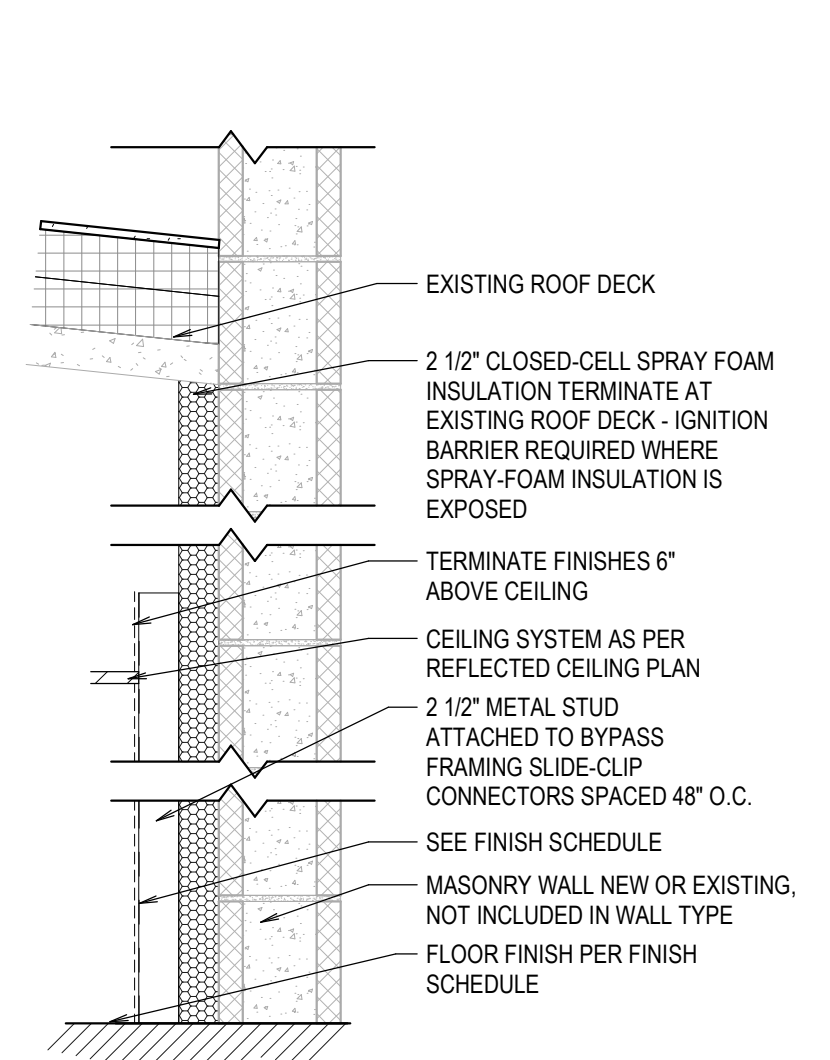 EXISTING ROOF DECK
2 1/2" CLOSED-CELL SPRAY FOAM
INSULATION TERMINATE AT
EXISTING ROOF DECK - IGNITION
BARRIER REQUIRED WHERE
SPRAY-FOAM INSULATION IS
EXPOSED
TERMINATE FINISHES 6"
ABOVE CEILING
CEILING SYSTEM AS PER
REFLECTED CEILING PLAN
2 1/2" METAL STUD
ATTACHED TO BYPASS
FRAMING SLIDE-CLIP
CONNECTORS SPACED 48" O.C.
SEE FINISH SCHEDULE
MASONRY WALL NEW OR EXISTING,
NOT INCLUDED IN WALL TYPE
FLOOR FINISH PER FINISH
SCHEDULE